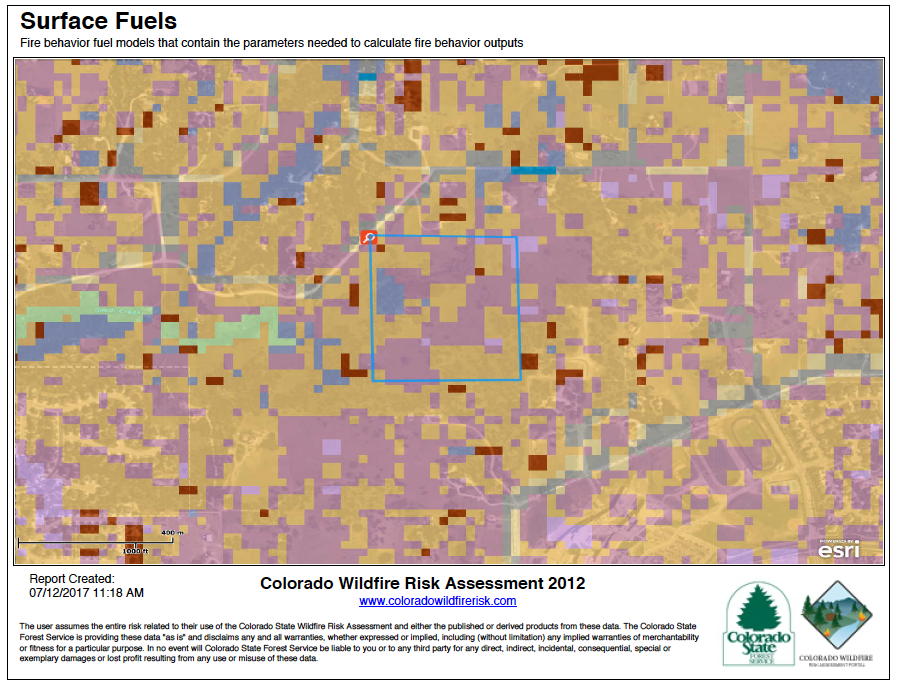 Surface Fuels
Fire behavior fuel models that contain the parameters needed to calculate fire behavior outputs
400 m
1000 ft
POWERED BY
esri
Report Created:
07/12/2017 11:18 AM
Colorado Wildfire Risk Assessment 2012
www.coloradowildfirerisk.com
The user assumes the entire risk related to their use of the Colorado State Wildfire Risk Assessment and either the published or derived products from these data. The Colorado State
Forest Service is providing these data "as is" and disclaims any and all warranties, whether expressed or implied, including (without limitation) any implied warranties of merchantability
or fitness for a particular purpose. In no event will Colorado State Forest Service be liable to you or to any third party for any direct, indirect, incidental, consequential, special or
exemplary damages or lost profit resulting from any use or misuse of these data.
Colorado
State
FOREST
SERVICE
COLORADO WILDFIRE
RISK ASSESSMENT PORTAL